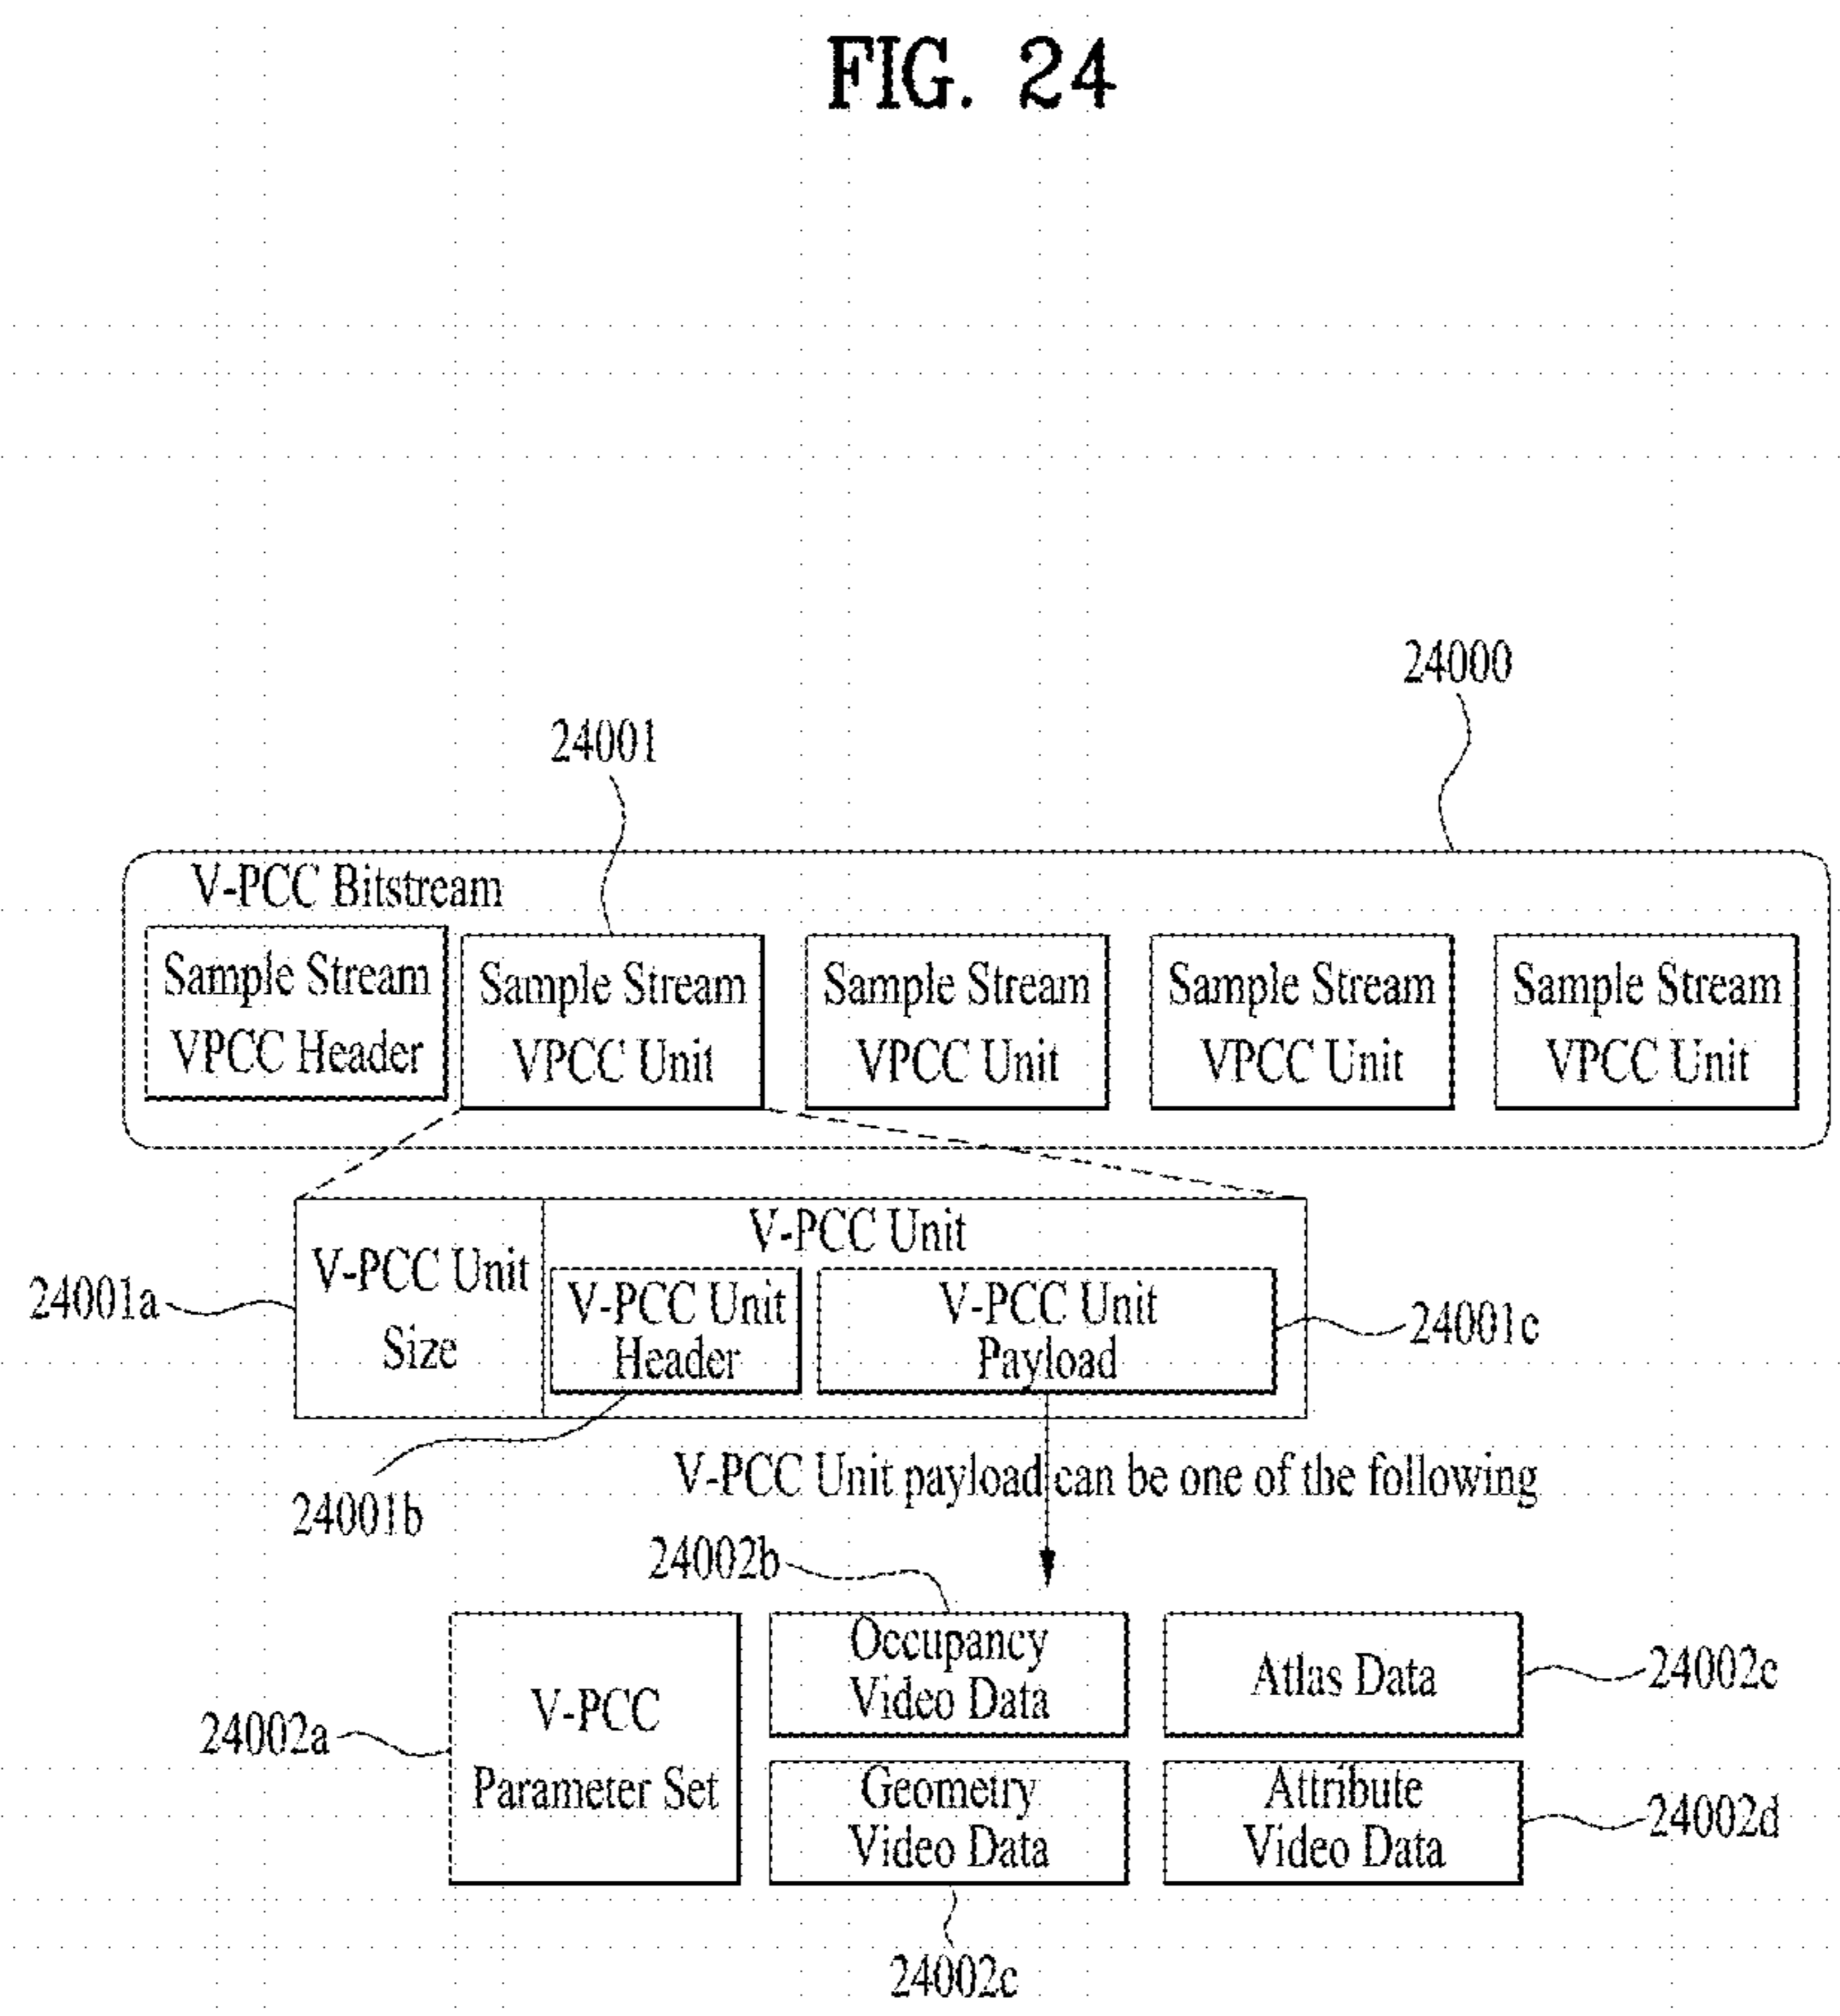 FIG. 24
24000
24001
V-PCC Bitstream
Sample Stream
VPCC Header
Sample Stream
VPCC Unit
Sample Stream
VPCC Unit
Sample Stream
VPCC Unit
Sample Stream
VPCC Unit
24001a
V-PCC Unit
Size
V-PCC Unit
V-PCC Unit
Header
V-PCC Unit
Payload
24001c
24001b
V-PCC Unit payload can be one of the following
24002b
24002a
V-PCC
Parameter Set
Occupancy
Video Data
Atlas Data
24002e
Geometry
Video Data
Attribute
Video Data
24002d
24002c